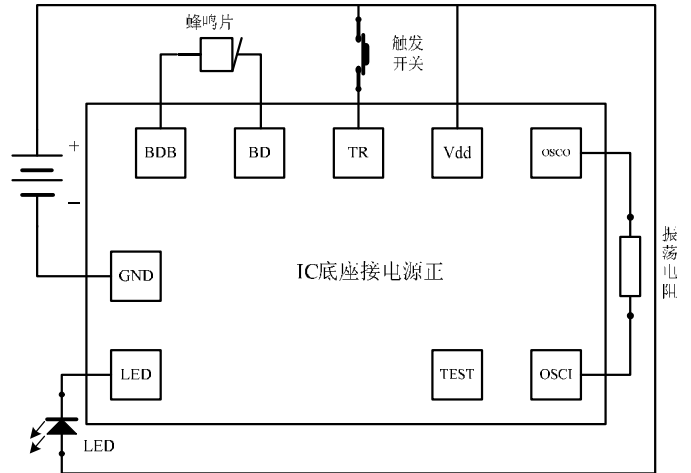 蜂鸣片
触发
开关
+
BDB
BD
TR
Vdd
OSCO
−
振
荡
电
阻
GND
IC底座接电源正
LED
TEST
OSCI
LED